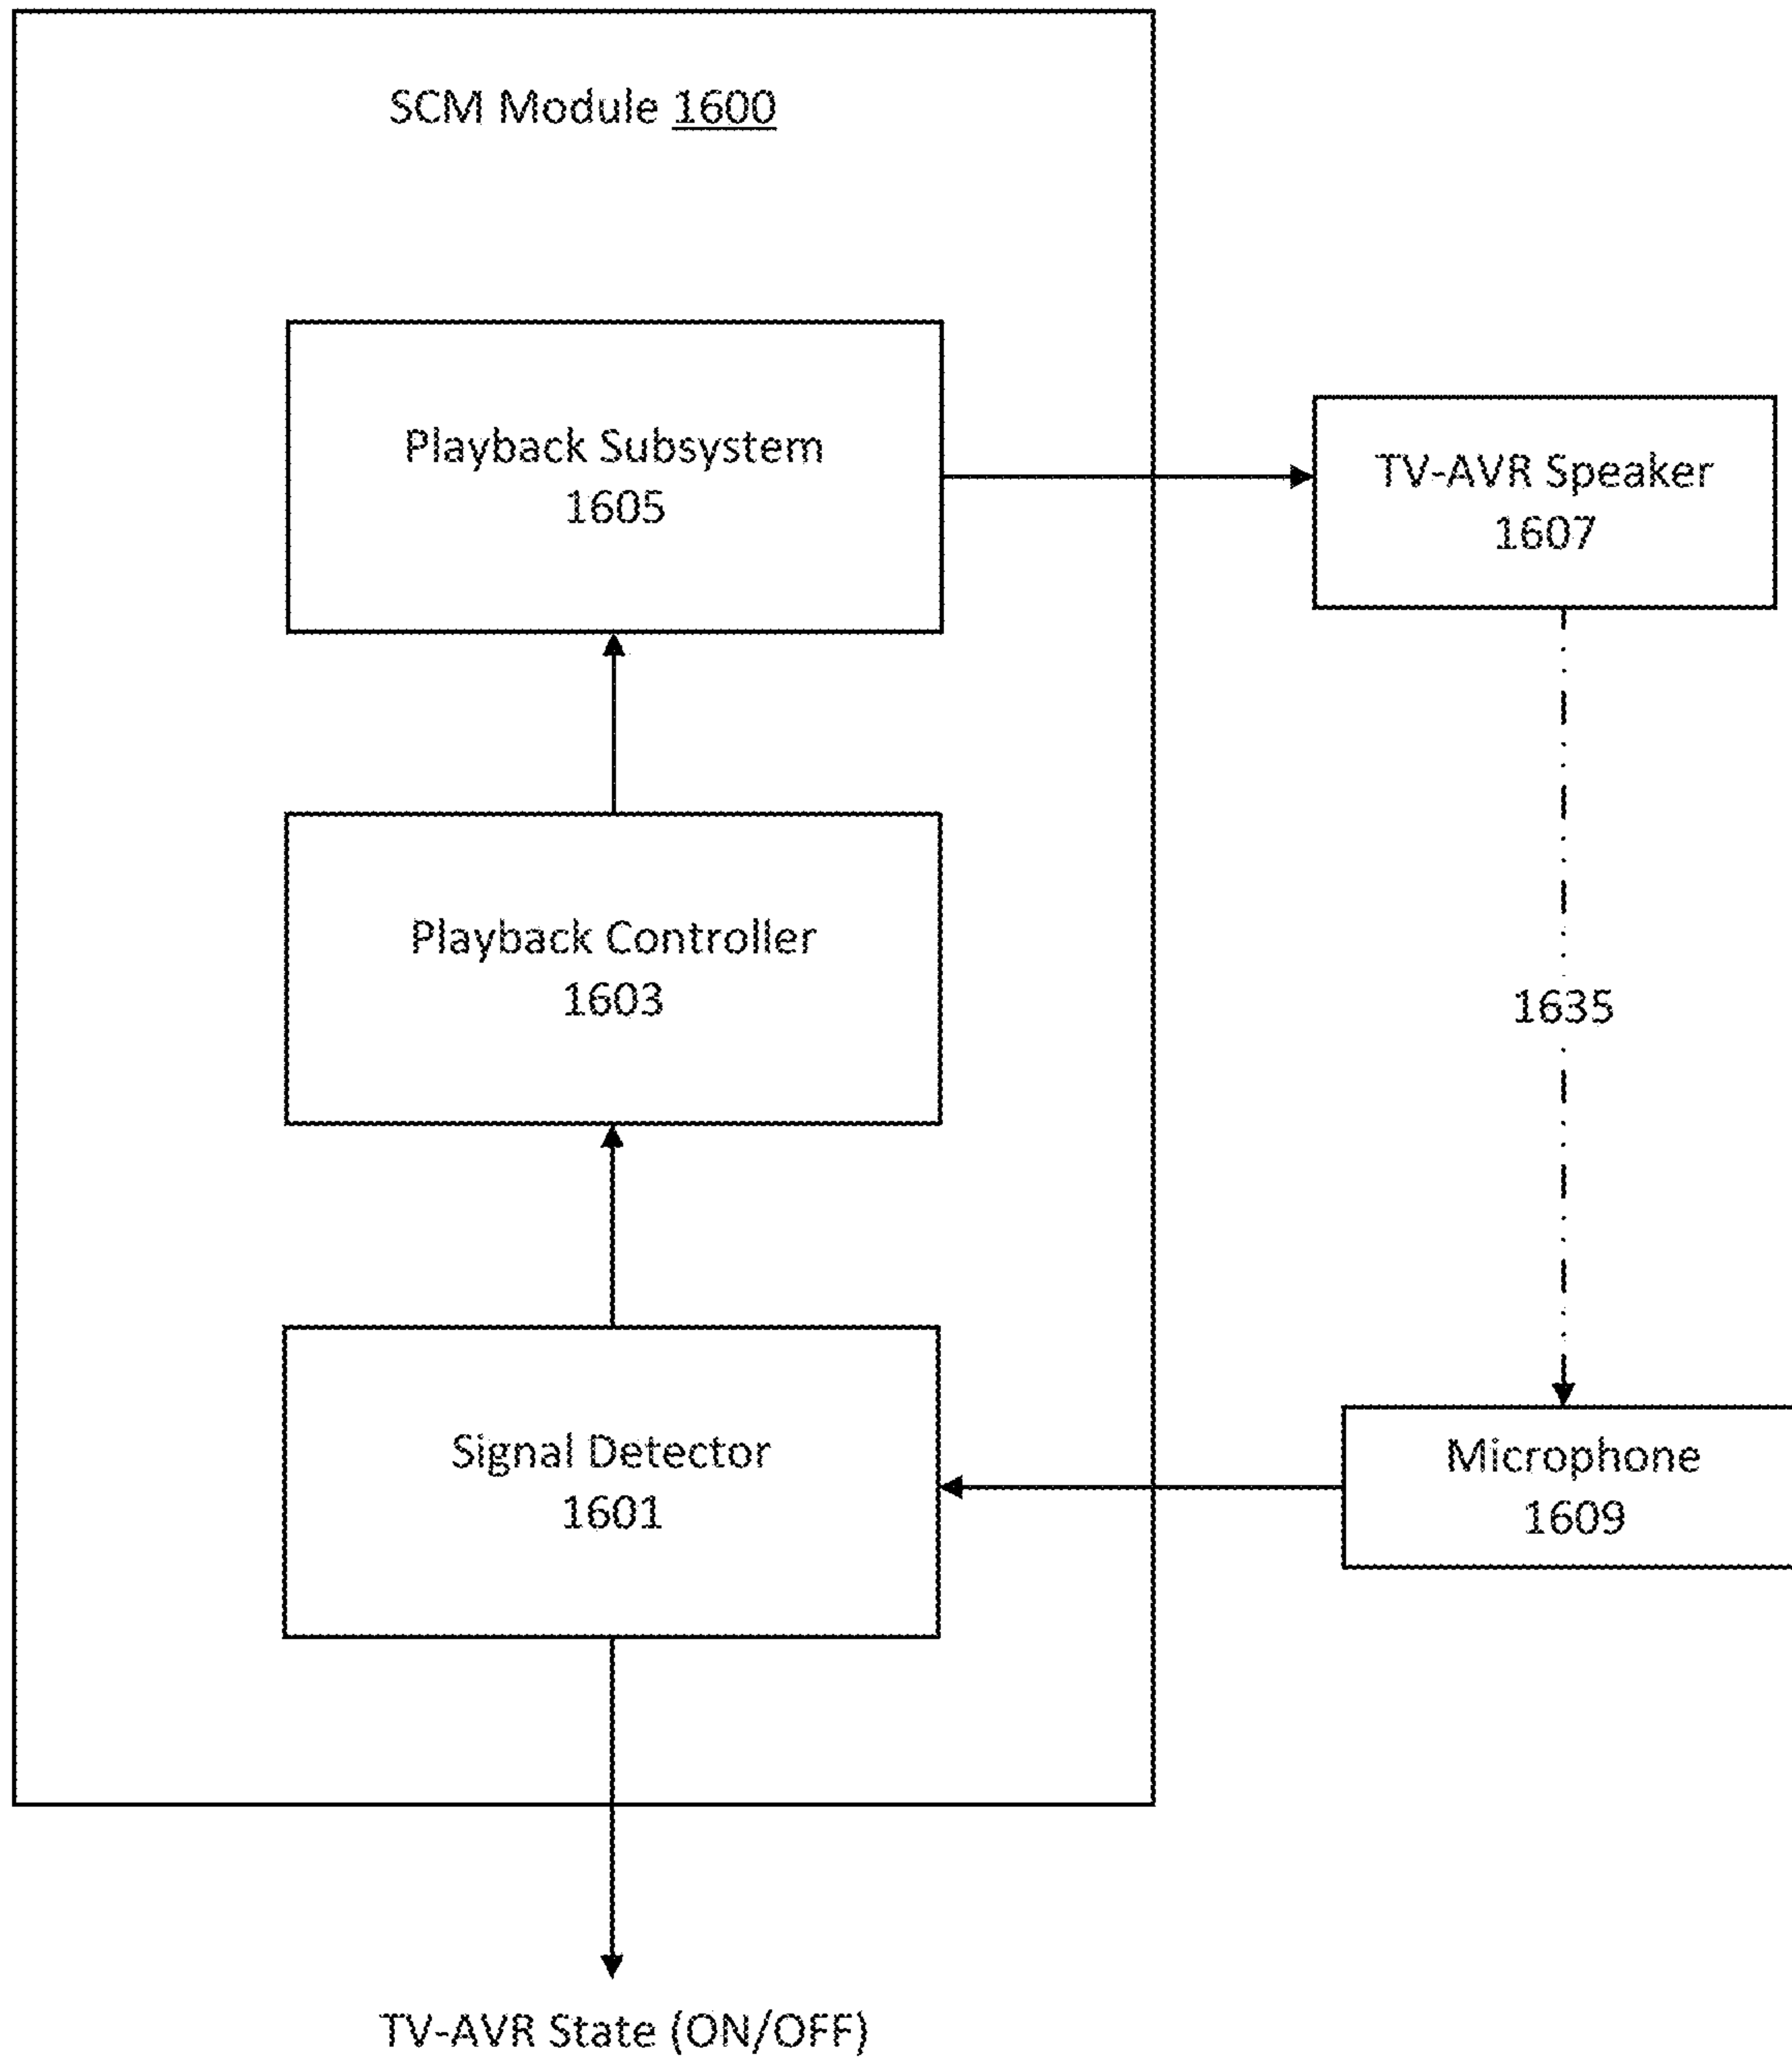 SCM Module 1600
Playback Subsystem
1605
TV-AVR Speaker
1607
Playback Controller
1603
1635
Signal Detector
1601
Microphone
1609
TV-AVR State (ON/OFF)